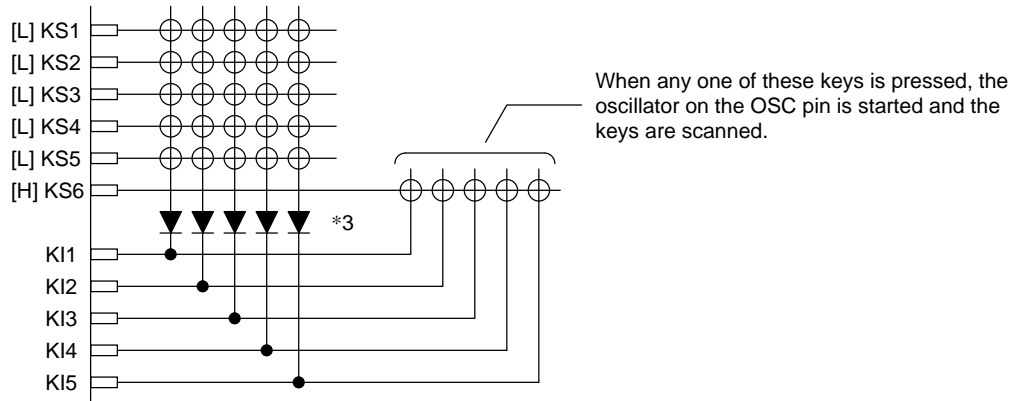 [L] KS1
[L] KS2
[L] KS3
[L] KS4
[L] KS5
[H] KS6
When any one of these keys is pressed, the
oscillator on the OSC pin is started and the
keys are scanned.
*3
KI1
KI2
KI3
KI4
KI5